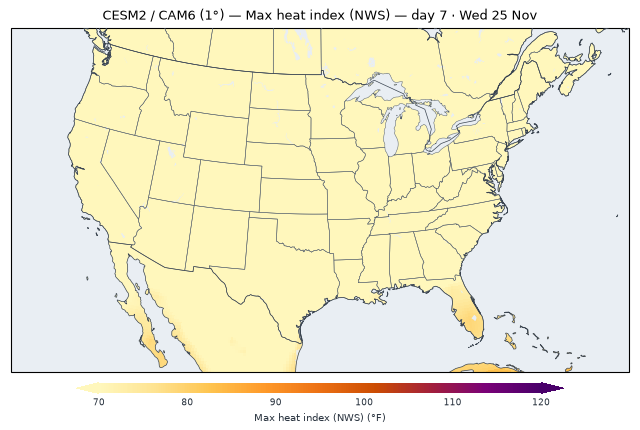 CESM2 / CAM6 (1°) — Max heat index (NWS) — day 7 · Wed 25 Nov
70 80 90 100 110 120
Max heat index (NWS) (°F)